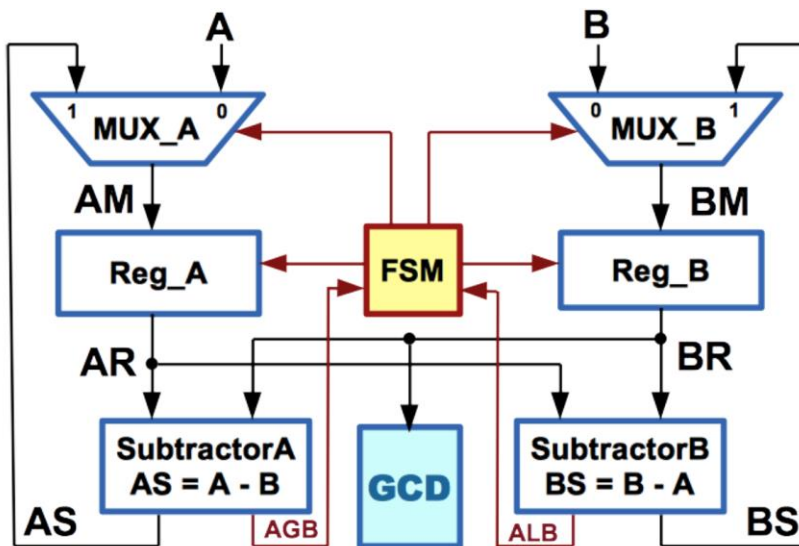 A
B
1
0
MUX_A
0
1
MUX_B
AM
BM
Reg_A
FSM
Reg_B
AR
BR
SubtractorA
AS = A - B
GCD
SubtractorB
BS = B - A
AS
AGB
ALB
BS